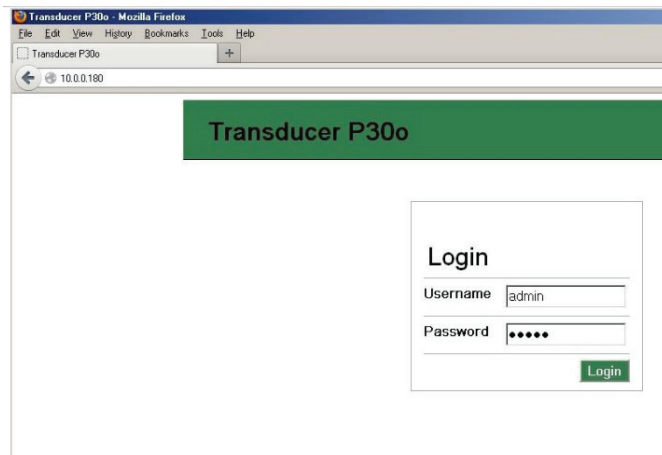 Transducer P30o - Mozilla Firefox
File Edit View History Bookmarks Tools Help
Transducer P30o +
10.0.0.180
Transducer P30o
Login
Username admin
Password •••••
Login